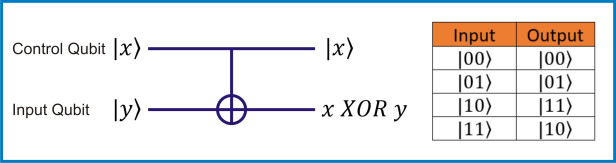 Control Qubit |x⟩ |x⟩
Input Qubit |y⟩ x XOR y
Input Output
|00⟩ |00⟩
|01⟩ |01⟩
|10⟩ |11⟩
|11⟩ |10⟩